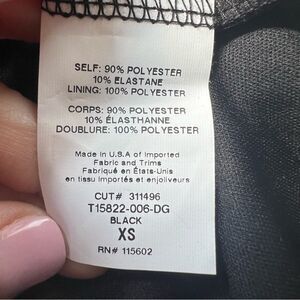 SELF: 90% POLYESTER
10% ELASTANE
LINING: 100% POLYESTER
CORPS: 90% POLYESTER
10% ÉLASTHANNE
DOUBLURE: 100% POLYESTER
Made in U.S.A of Imported
Fabric and Trims
Fabriqué en États-Unis
en tissu importés et enjoliveurs
CUT# 311496
T15822-006-DG
BLACK
XS
RN# 115602